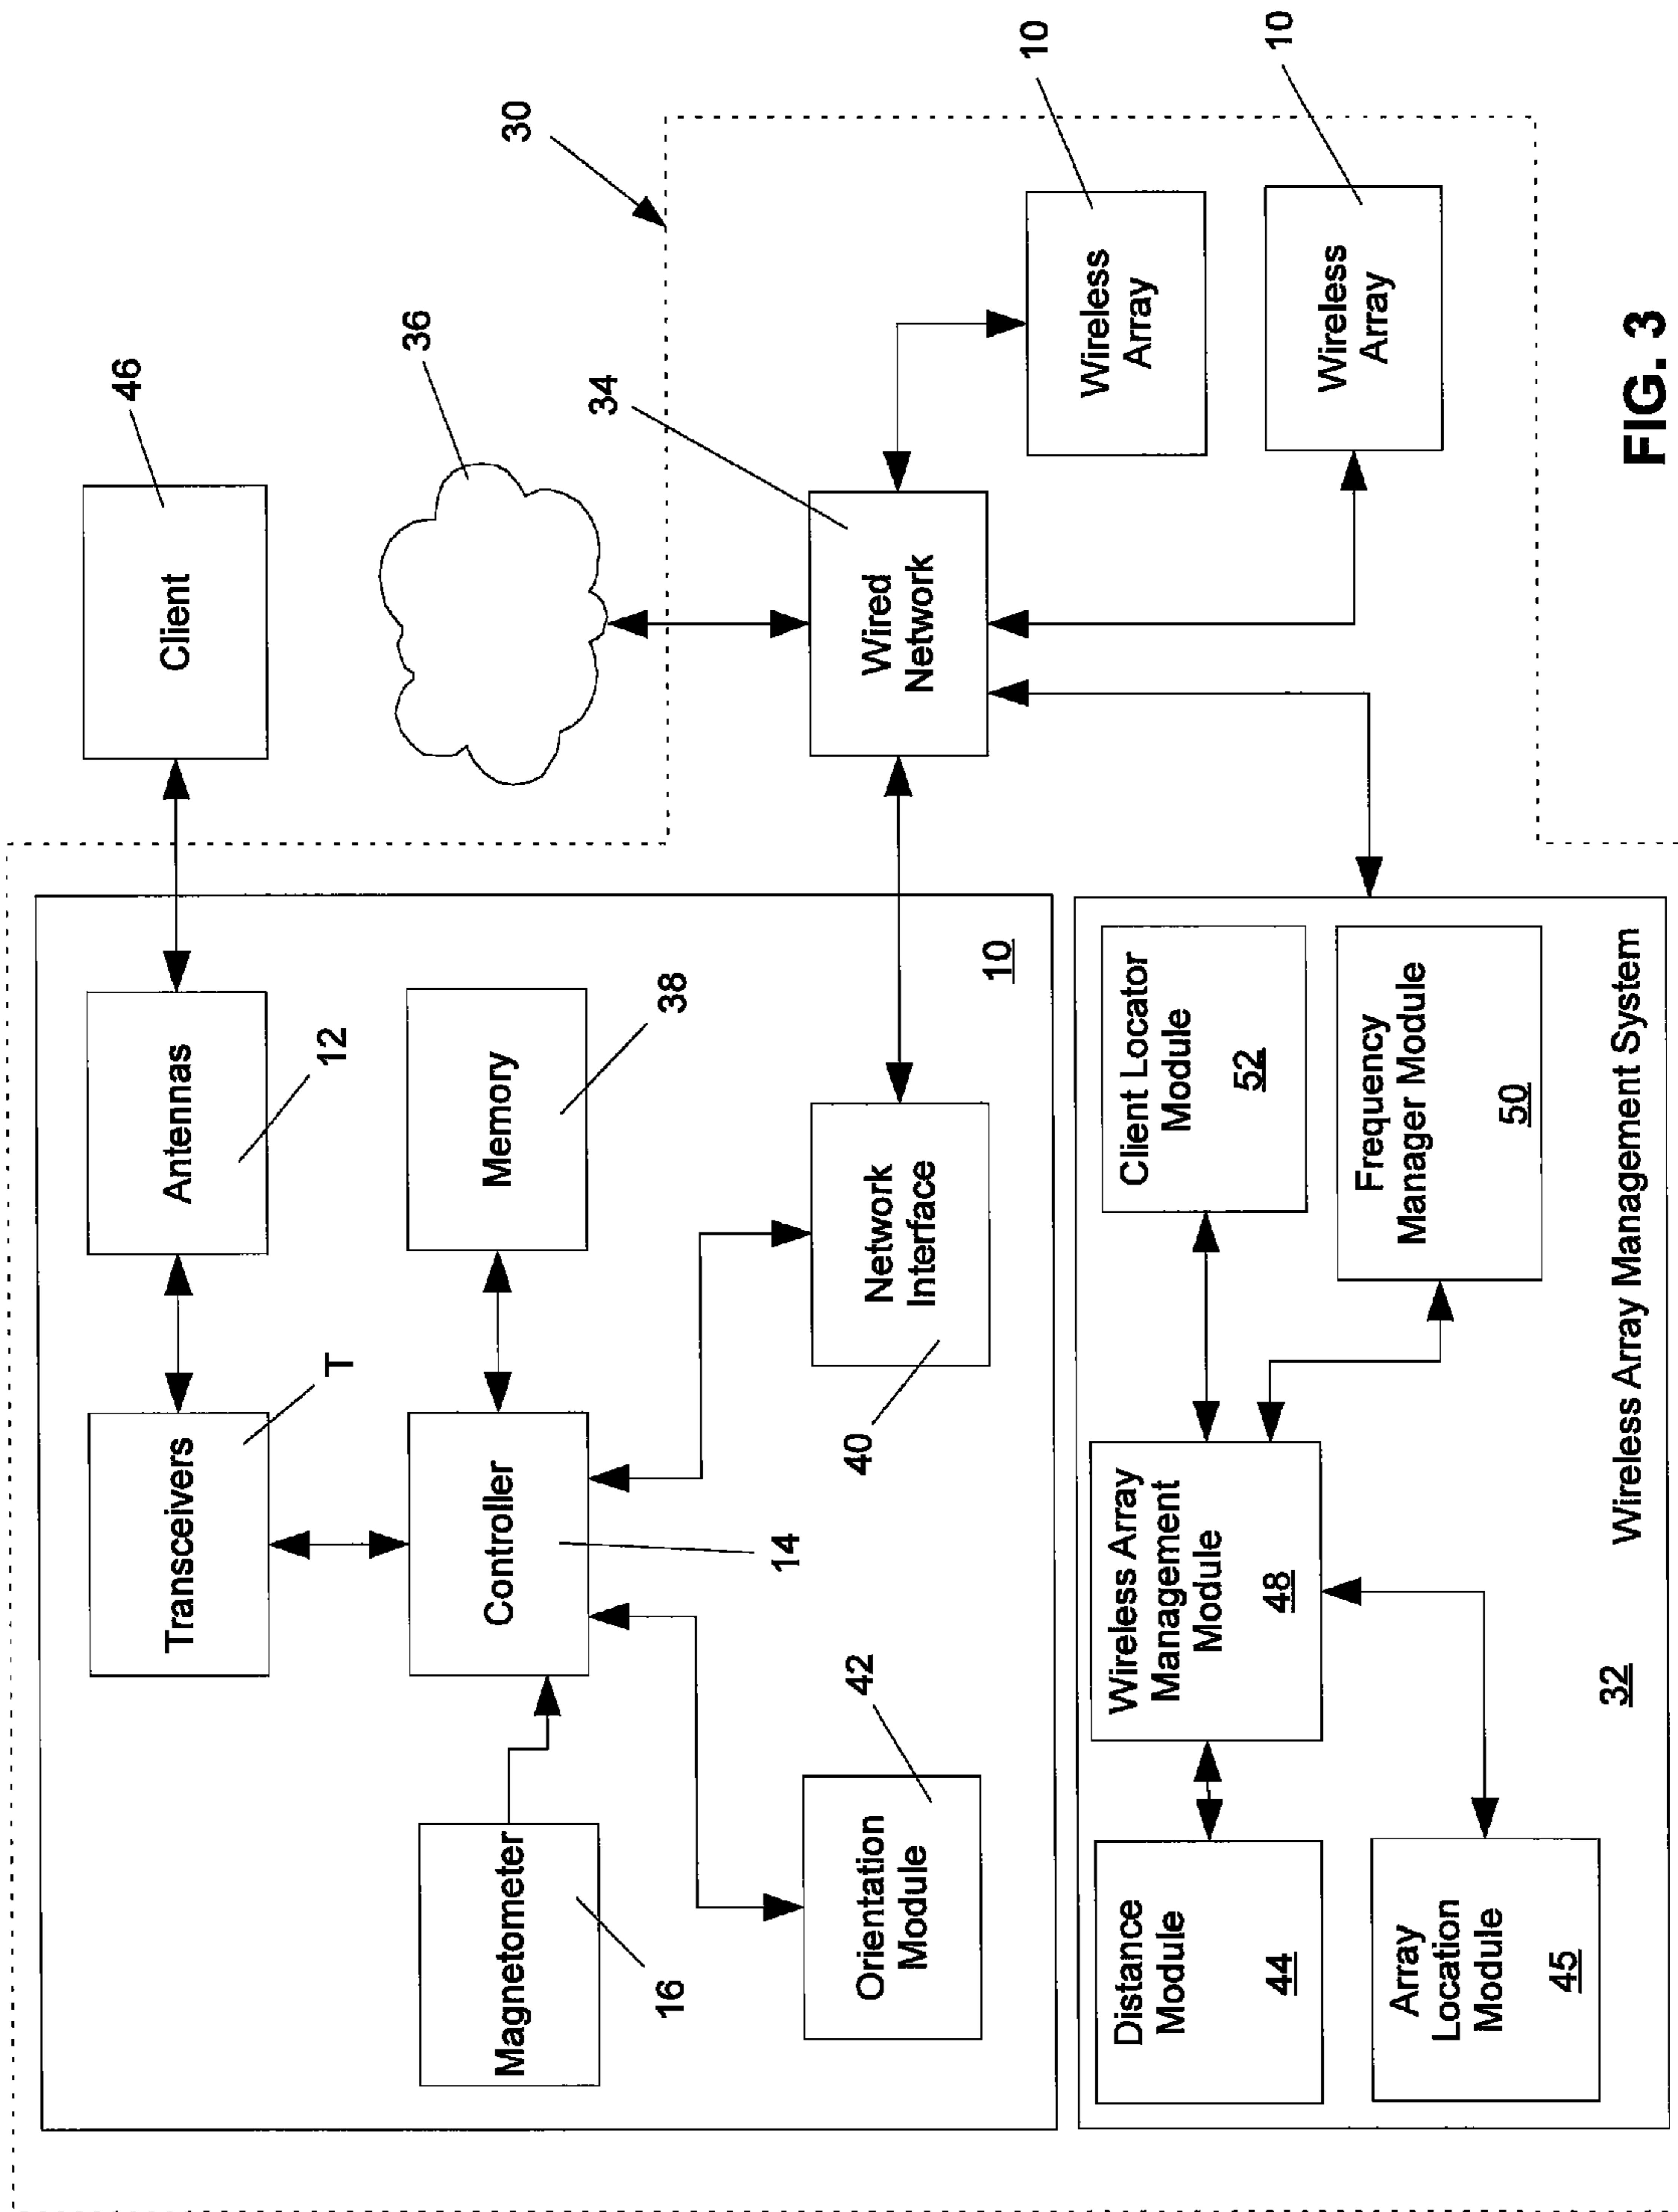 Client
46
36
30
Antennas
12
Transceivers
T
Memory
38
Controller
14
Magnetometer
16
Network
Interface
40
Orientation
Module
42
10
Wired
Network
34
Wireless
Array
10
Wireless
Array
10
Distance
Module
44
Array
Location
Module
45
Wireless Array
Management
Module
48
Client Locator
Module
52
Frequency
Manager Module
50
32
Wireless Array Management System
FIG. 3